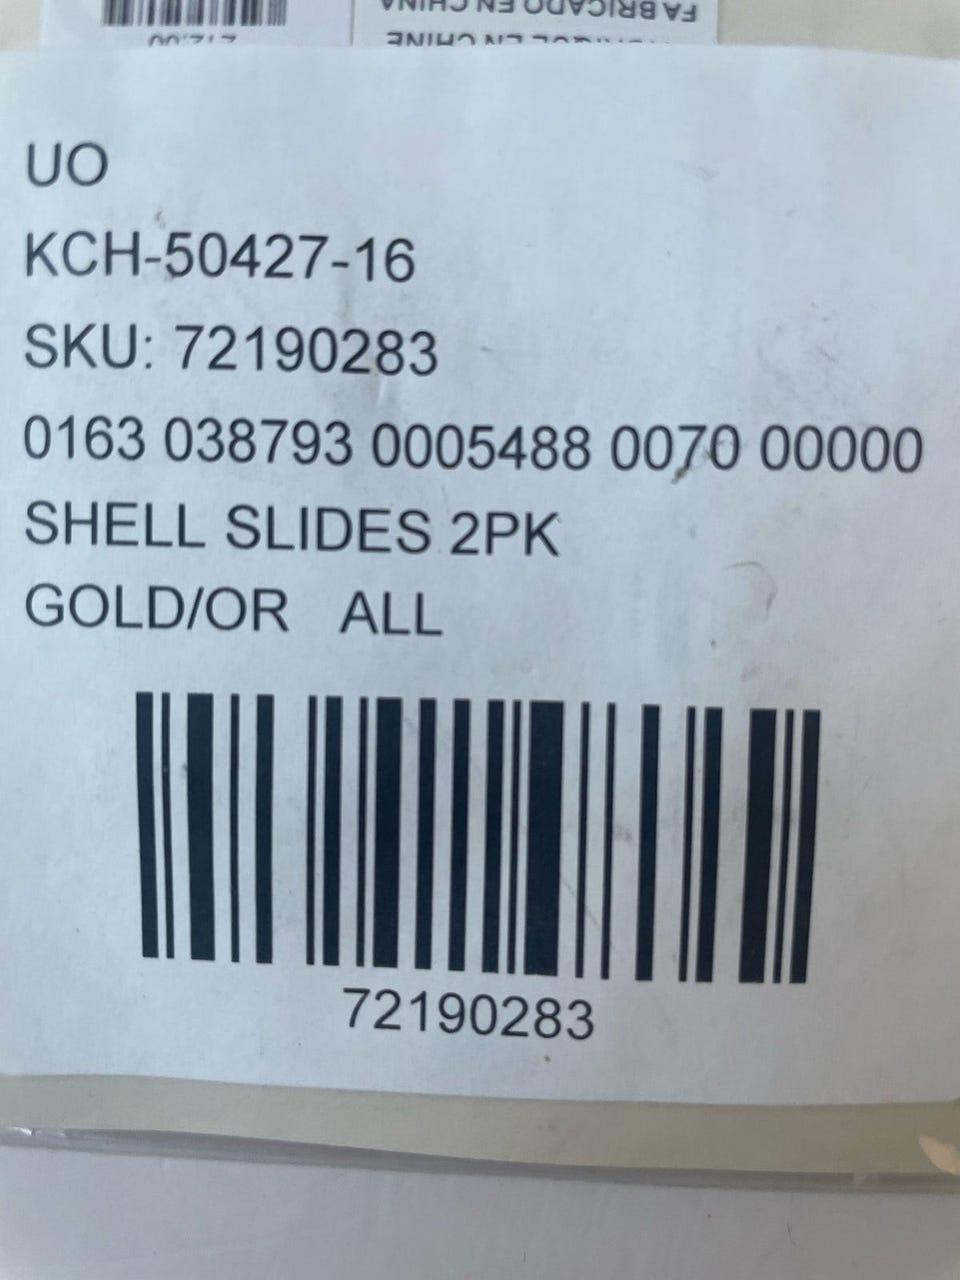 FABRICADO EN CHINA
UO
KCH-50427-16
SKU: 72190283
0163 038793 0005488 0070 00000
SHELL SLIDES 2PK
GOLD/OR ALL
72190283